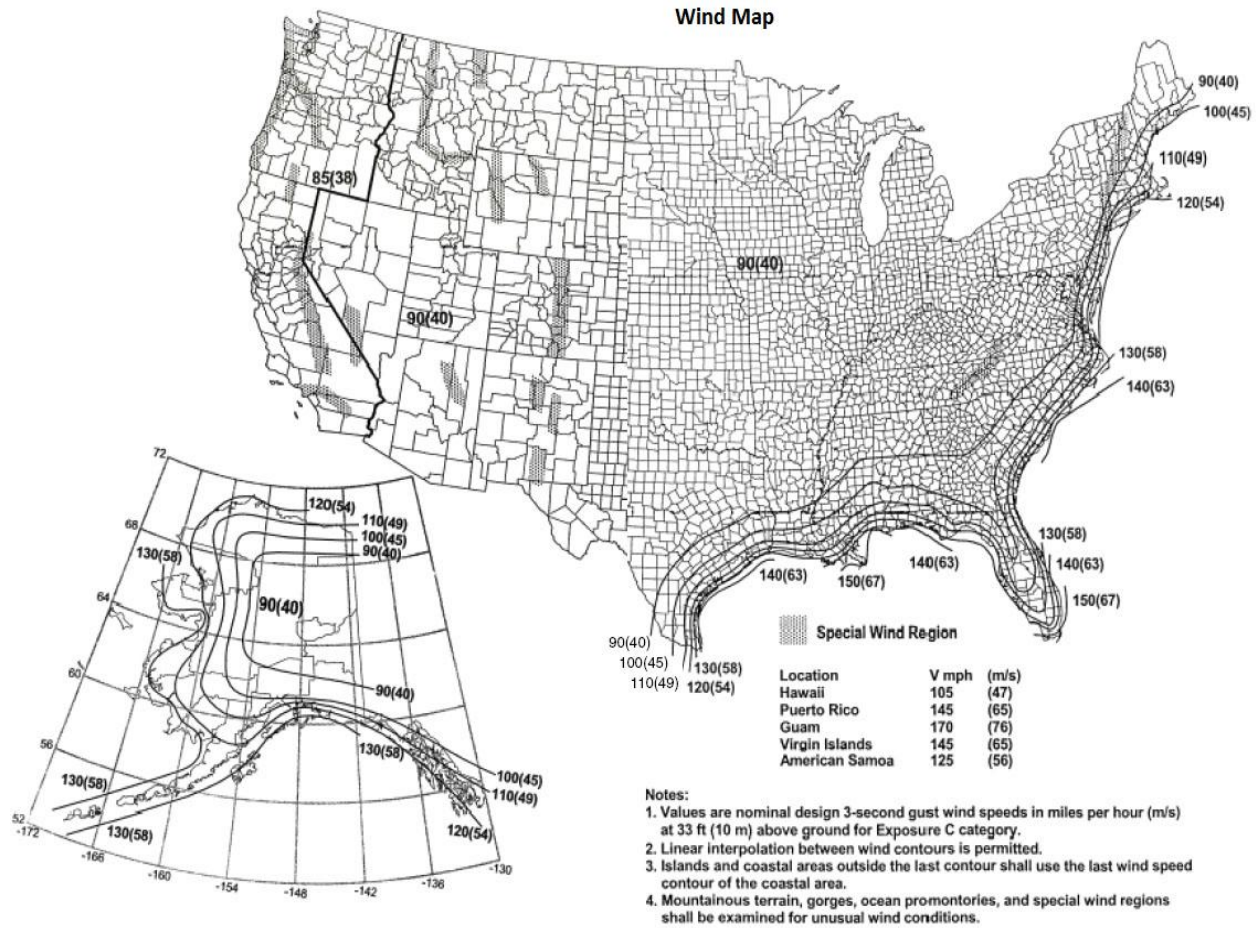 Wind Map
90(40)
100(45)
110(49)
120(54)
85(38)
90(40)
90(40)
130(58)
140(63)
72
68
64
60
56
52
-172
-166
-160
-154
-148
-142
-136
-130
120(54)
110(49)
100(45)
90(40)
130(58)
90(40)
90(40)
130(58)
130(58)
130(58)
100(45)
110(49)
120(54)
140(63)
150(67)
140(63)
130(58)
140(63)
150(67)
90(40)
100(45)
110(49)
130(58)
120(54)
Special Wind Region
Location V mph (m/s)
Hawaii 105 (47)
Puerto Rico 145 (65)
Guam 170 (76)
Virgin Islands 145 (65)
American Samoa 125 (56)
Notes:
1. Values are nominal design 3-second gust wind speeds in miles per hour (m/s)
at 33 ft (10 m) above ground for Exposure C category.
2. Linear interpolation between wind contours is permitted.
3. Islands and coastal areas outside the last contour shall use the last wind speed
contour of the coastal area.
4. Mountainous terrain, gorges, ocean promontories, and special wind regions
shall be examined for unusual wind conditions.